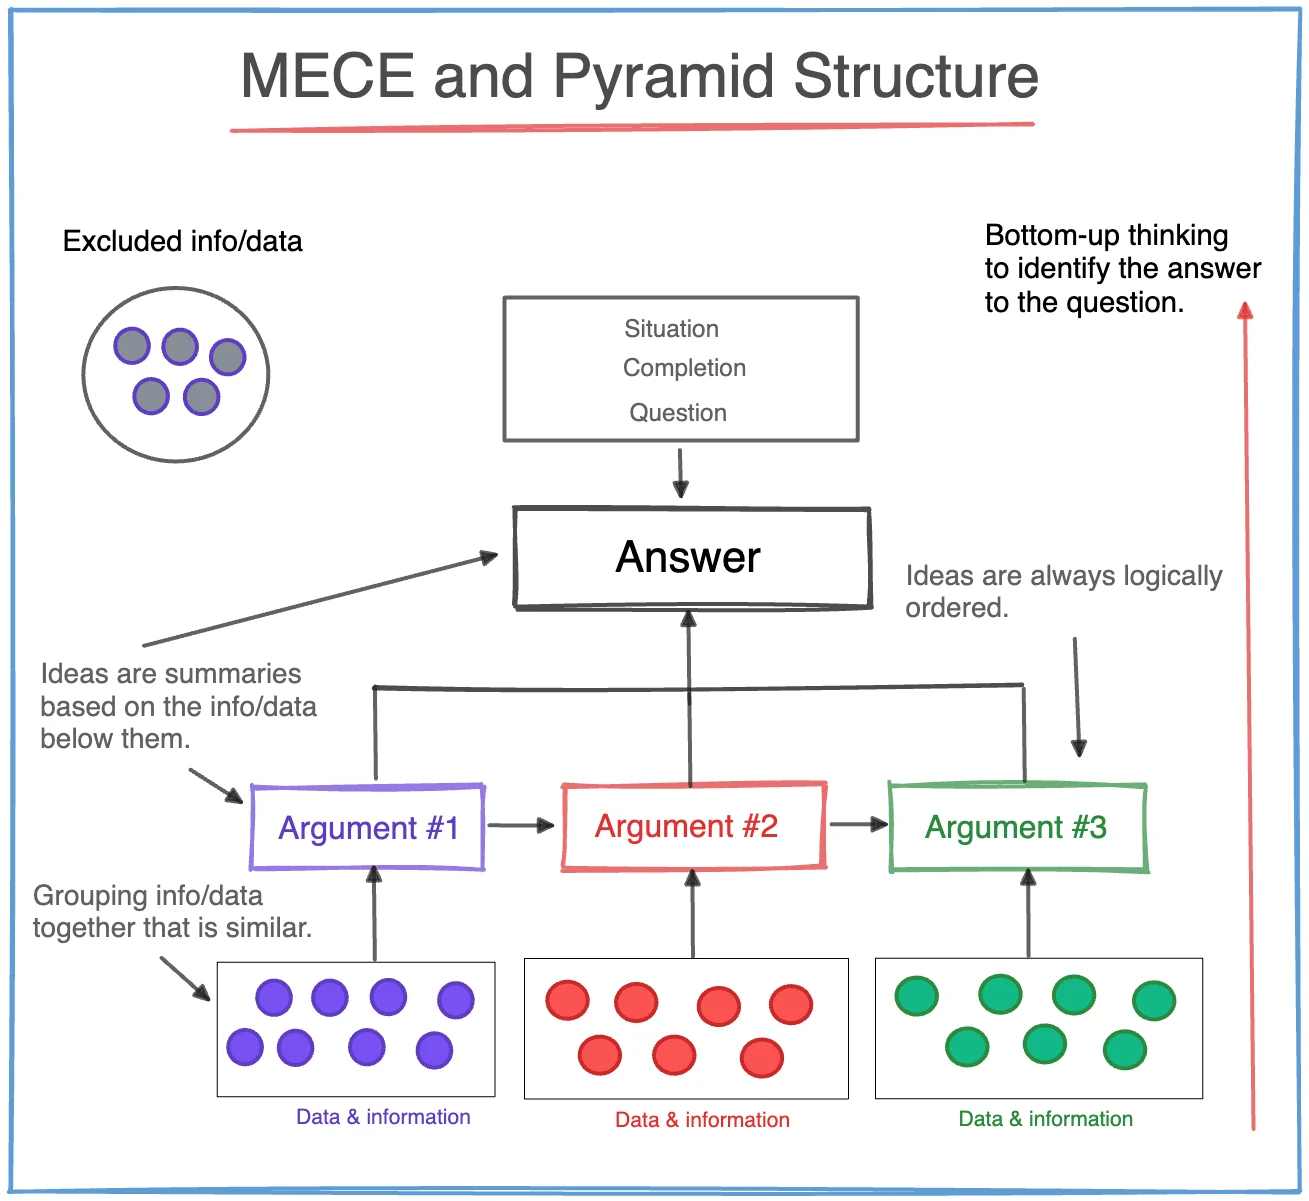 MECE and Pyramid Structure
Excluded info/data
Bottom-up thinking
to identify the answer
to the question.
Situation
Completion
Question
Answer
Ideas are always logically
ordered.
Ideas are summaries
based on the info/data
below them.
Argument #1
Argument #2
Argument #3
Grouping info/data
together that is similar.
Data & information
Data & information
Data & information